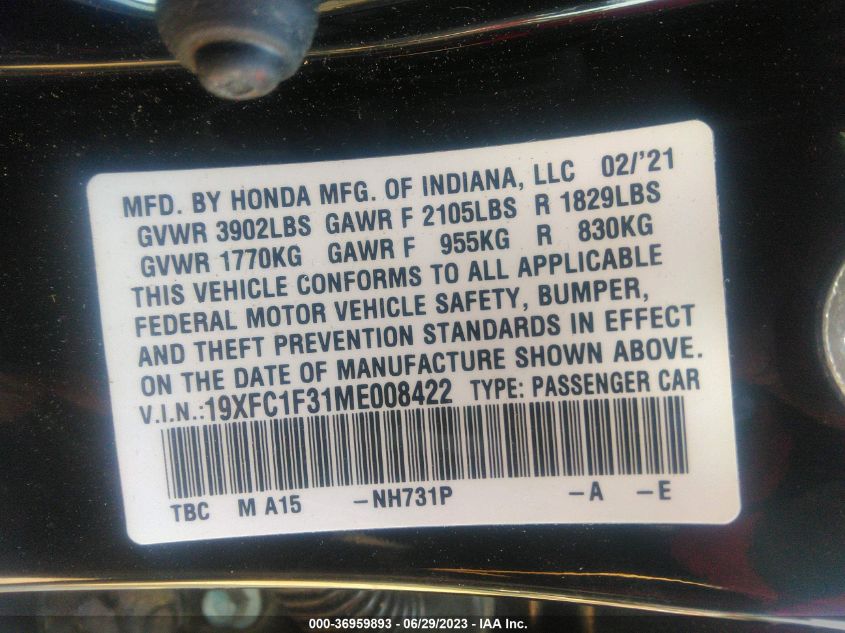 MFD. BY HONDA MFG. OF INDIANA, LLC 02/'21
GVWR 3902LBS GAWR F 2105LBS R 1829LBS
GVWR 1770KG GAWR F 955KG R 830KG
THIS VEHICLE CONFORMS TO ALL APPLICABLE
FEDERAL MOTOR VEHICLE SAFETY, BUMPER,
AND THEFT PREVENTION STANDARDS IN EFFECT
ON THE DATE OF MANUFACTURE SHOWN ABOVE.
V.I.N.:19XFC1F31ME008422 TYPE: PASSENGER CAR
TBC M A15 -NH731P -A -E
000-36959893 - 06/29/2023 - IAA Inc.